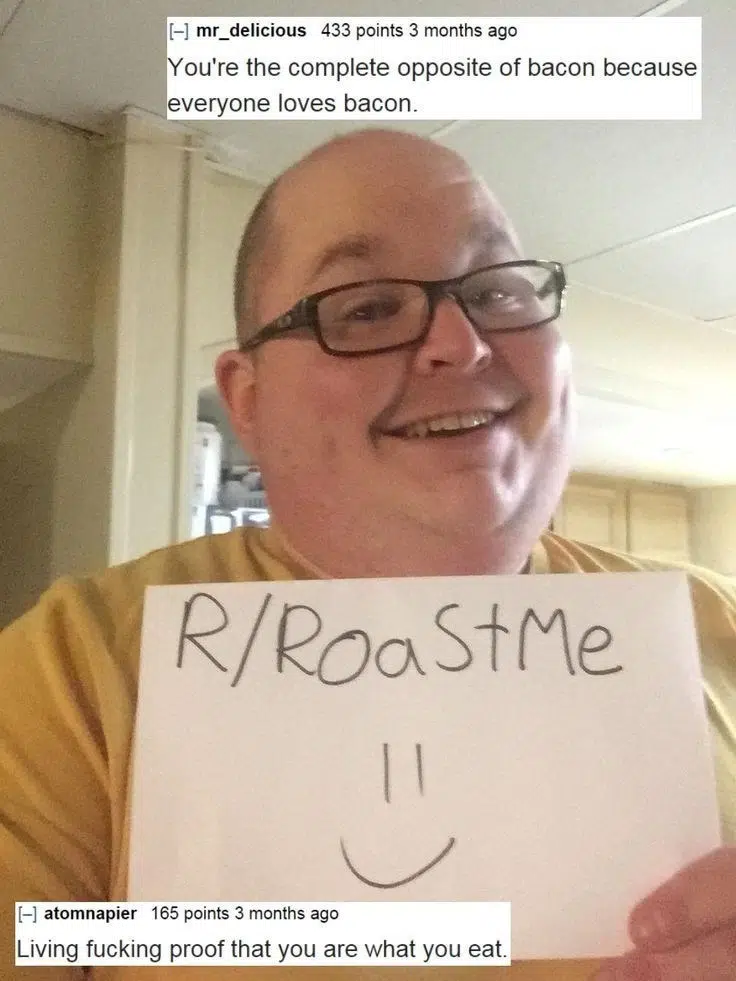 [–] mr_delicious 433 points 3 months ago
You're the complete opposite of bacon because
everyone loves bacon.
R/RoaStMe
[–] atomnapier 165 points 3 months ago
Living fucking proof that you are what you eat.